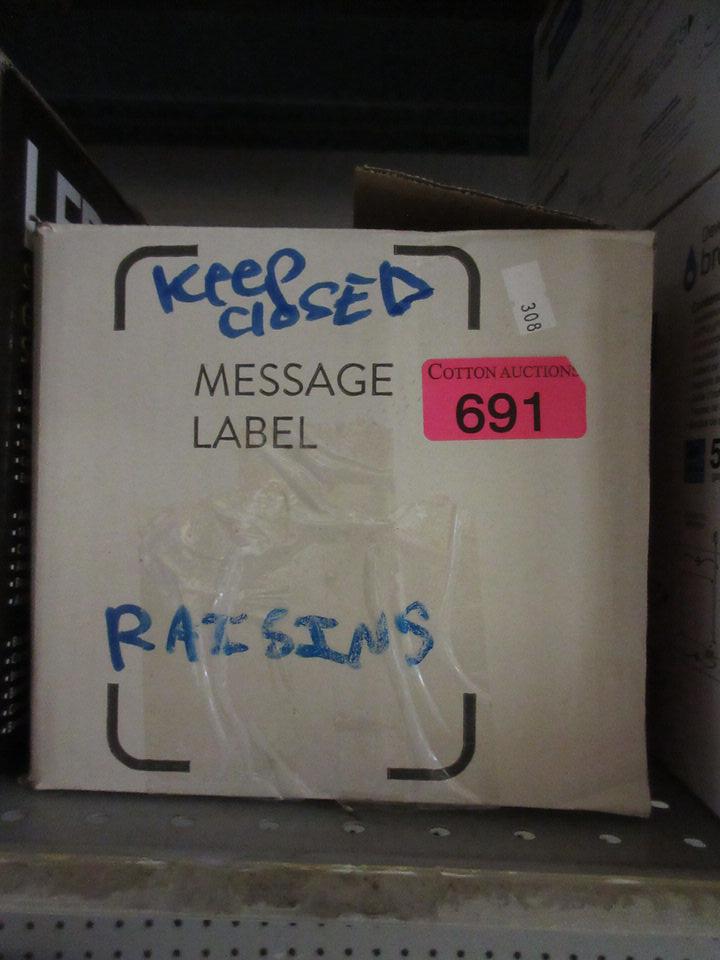 Keep
closED
308
MESSAGE
LABEL
COTTON AUCTIONS
691
RAISINS